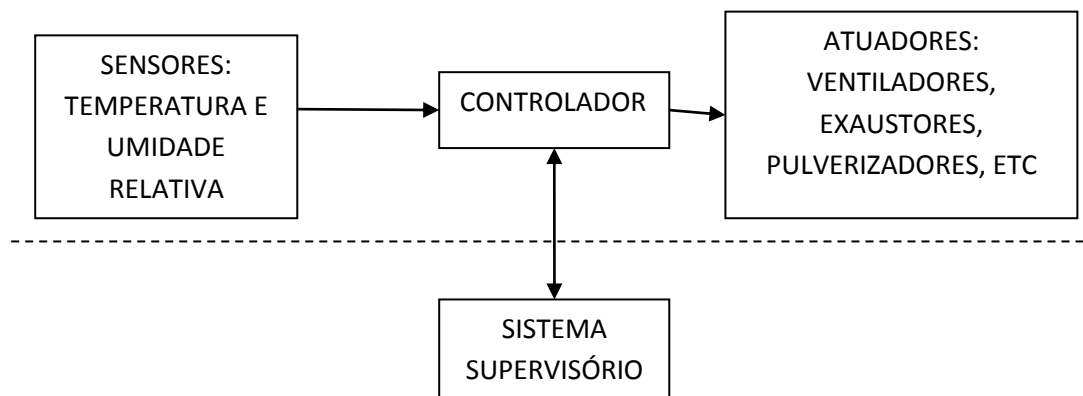 SENSORES:
TEMPERATURA E
UMIDADE
RELATIVA
CONTROLADOR
ATUADORES:
VENTILADORES,
EXAUSTORES,
PULVERIZADORES, ETC
SISTEMA
SUPERVISÓRIO